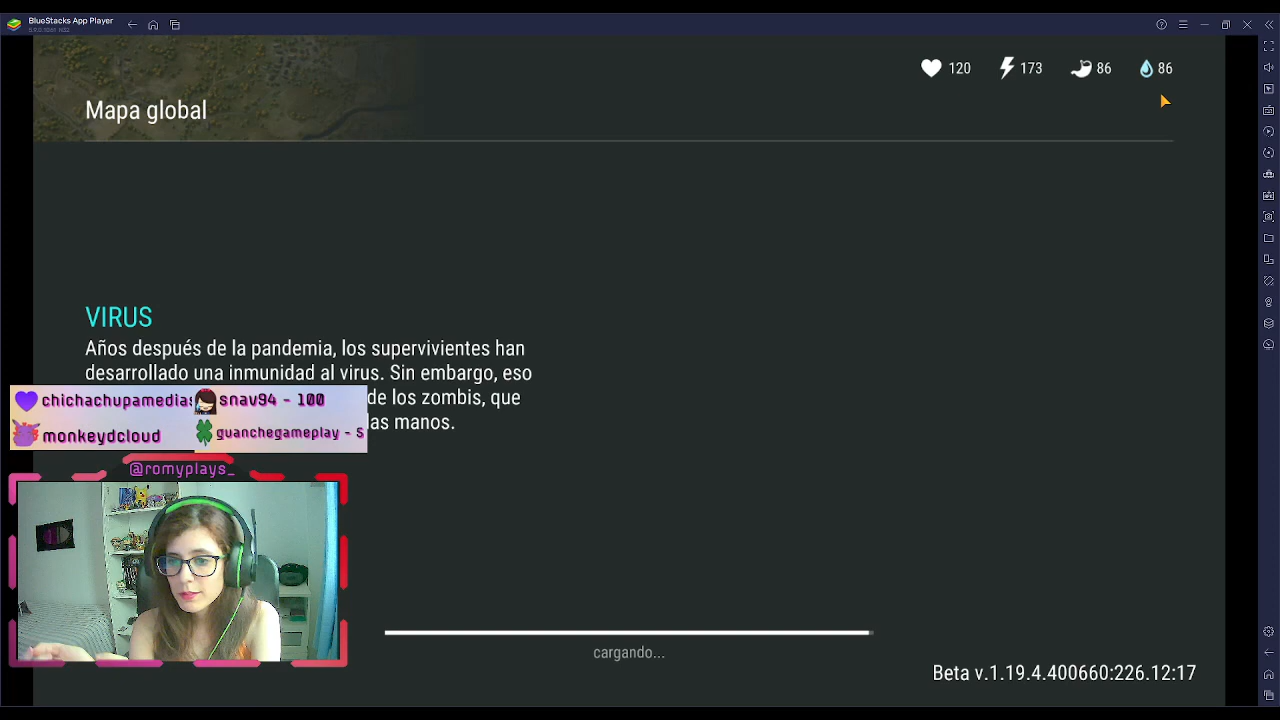 BlueStacks App Player
120
173
86
86
Mapa global
VIRUS
Años después de la pandemia, los supervivientes han
desarrollado una inmunidad al virus. Sin embargo, eso
de los zombis, que
las manos.
chichachupamedias
snav94 - 100
monkeydcloud
guanchegameplay - 5
@romyplays_
cargando...
Beta v.1.19.4.400660:226.12:17